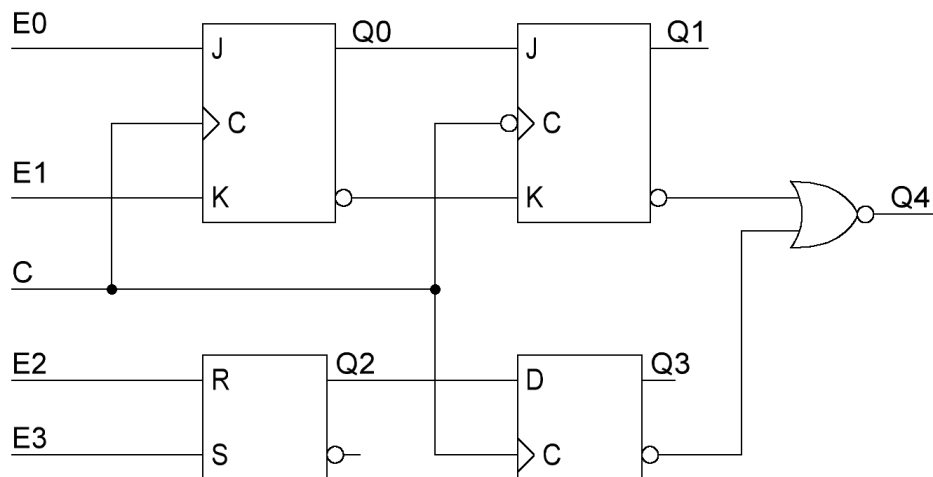 E0 Q0 Q1
J J
C C
E1 K K
Q4
C
E2 R Q2 D Q3
E3 S C